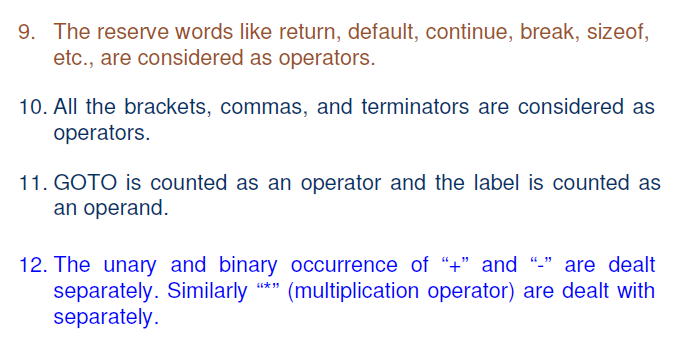 9. The reserve words like return, default, continue, break, sizeof,
etc., are considered as operators.
10. All the brackets, commas, and terminators are considered as
operators.
11. GOTO is counted as an operator and the label is counted as
an operand.
12. The unary and binary occurrence of “+” and “-” are dealt
separately. Similarly “*” (multiplication operator) are dealt with
separately.